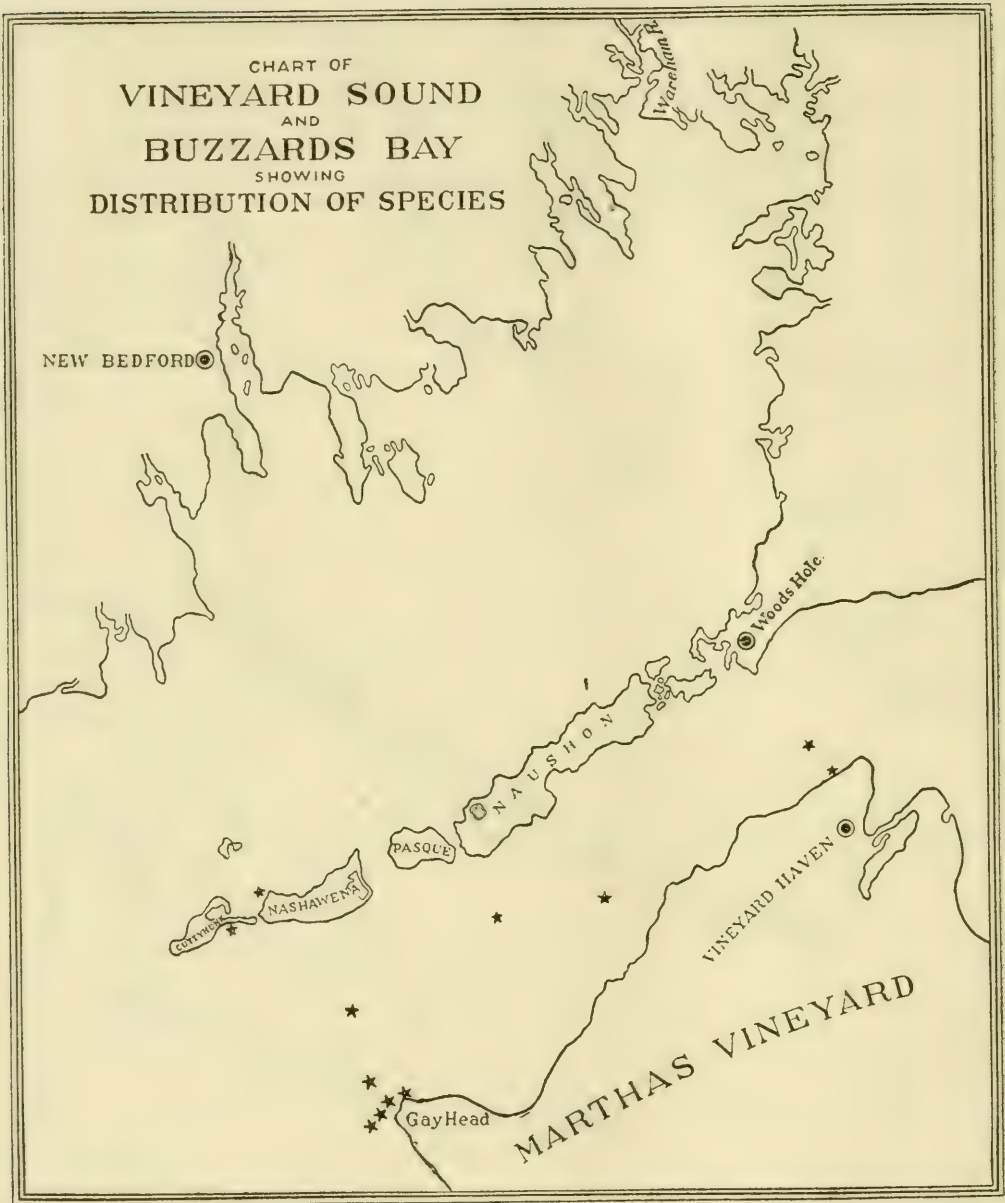 CHART OF
VINEYARD SOUND
AND
BUZZARDS BAY
SHOWING
DISTRIBUTION OF SPECIES
Wareham R.
NEW BEDFORD
Woods Hole.
NAUSHON
PASQUE
NASHAWENA
CUTTYHUNK
VINEYARD HAVEN
MARTHAS VINEYARD
Gay Head